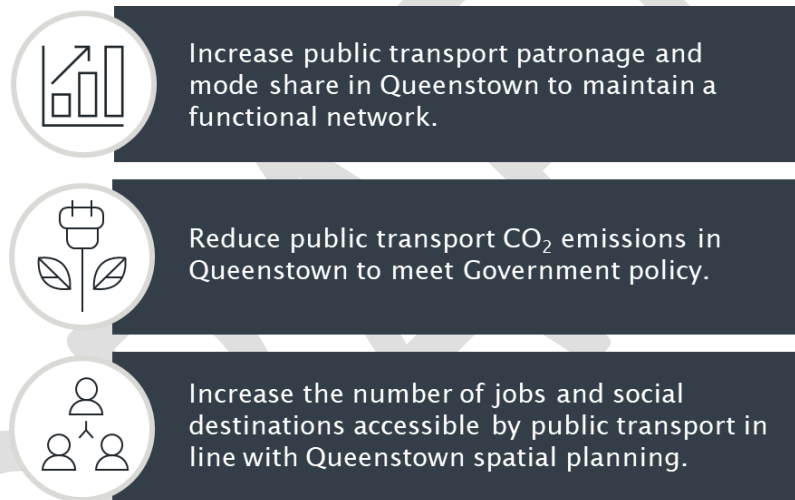 Increase public transport patronage and
mode share in Queenstown to maintain a
functional network.
Reduce public transport CO₂ emissions in
Queenstown to meet Government policy.
Increase the number of jobs and social
destinations accessible by public transport in
line with Queenstown spatial planning.